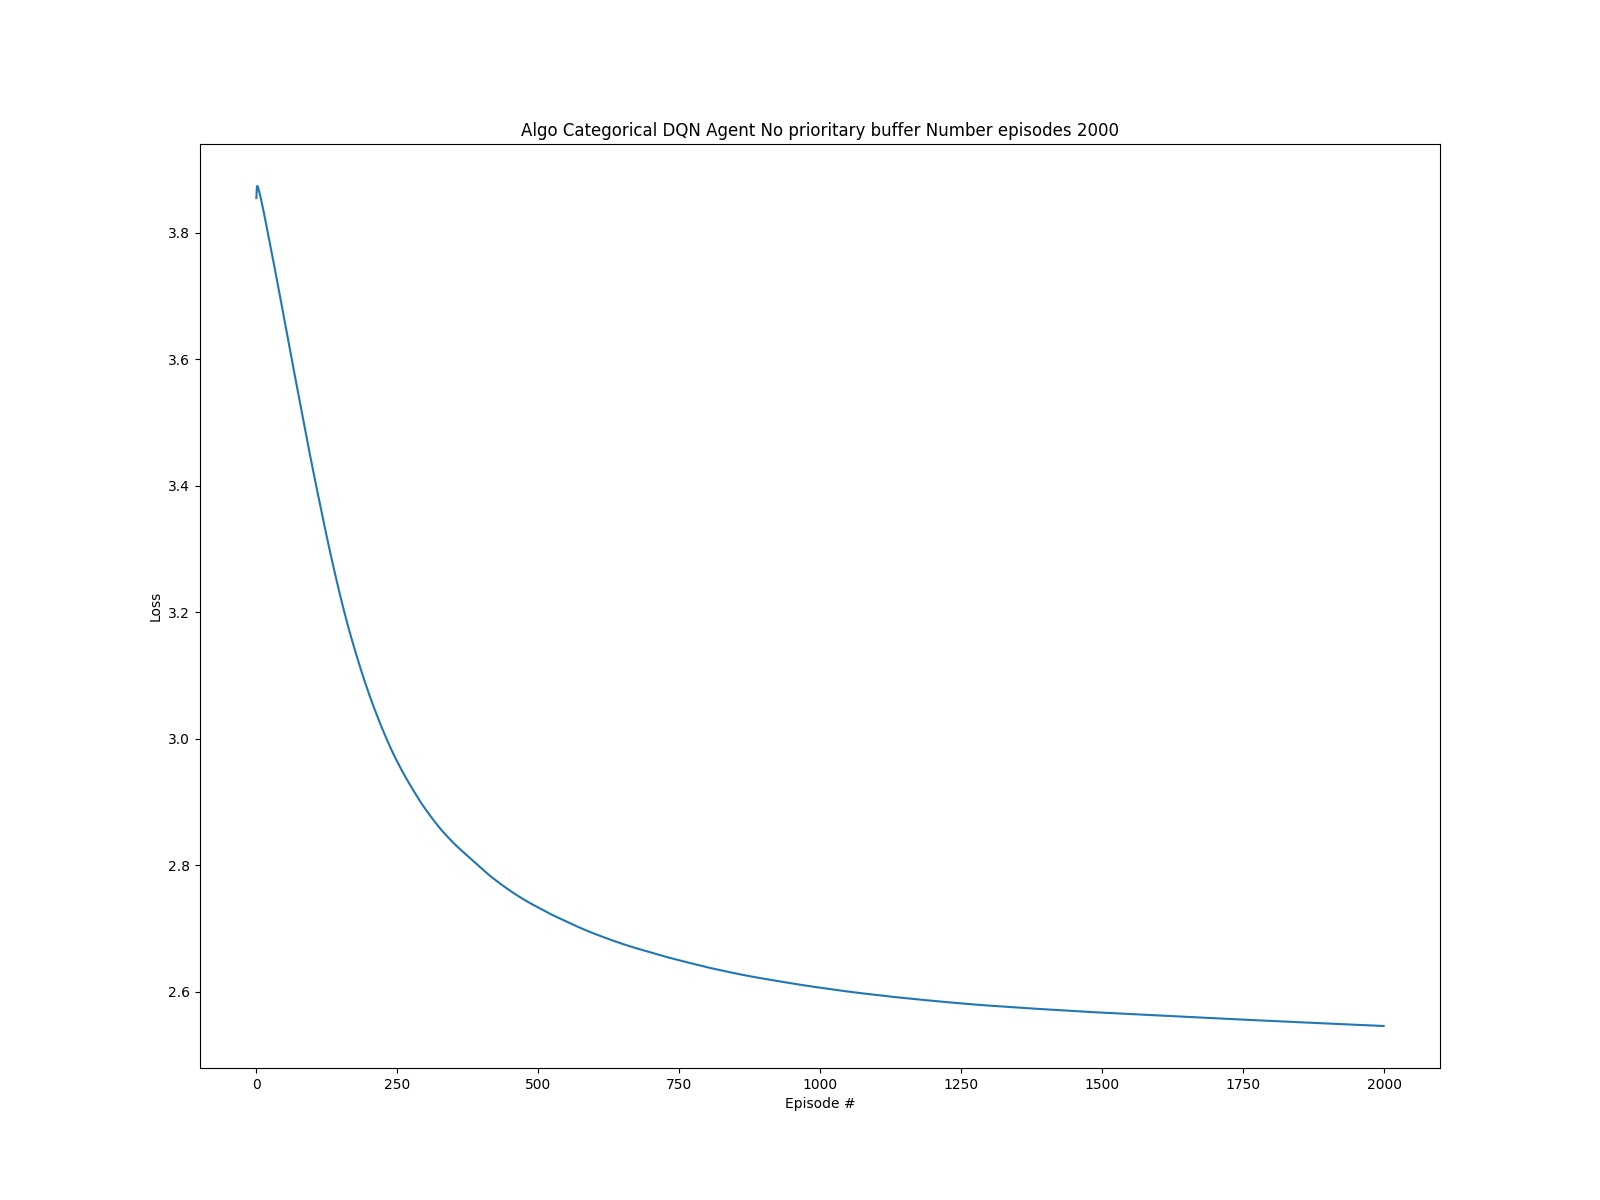 Algo Categorical DQN Agent No prioritary buffer Number episodes 2000
3.8
3.6
3.4
3.2
3.0
2.8
2.6
Loss
0 250 500 750 1000 1250 1500 1750 2000
Episode #